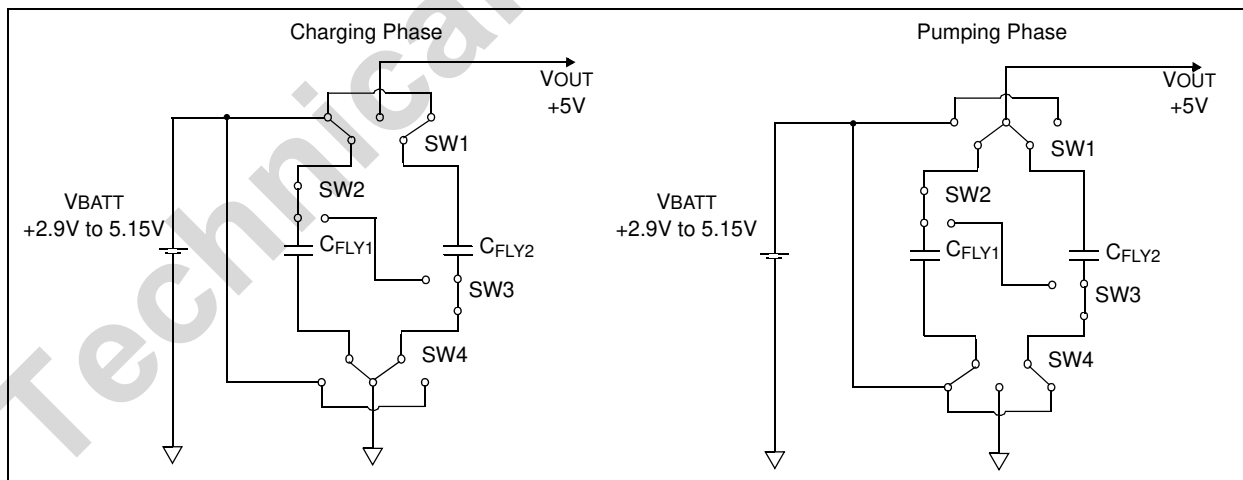 Technical
Charging Phase
VOUT
+5V
SW1
SW2
VBATT
+2.9V to 5.15V
CFLY1
CFLY2
SW3
SW4
Pumping Phase
VOUT
+5V
SW1
SW2
VBATT
+2.9V to 5.15V
CFLY1
CFLY2
SW3
SW4